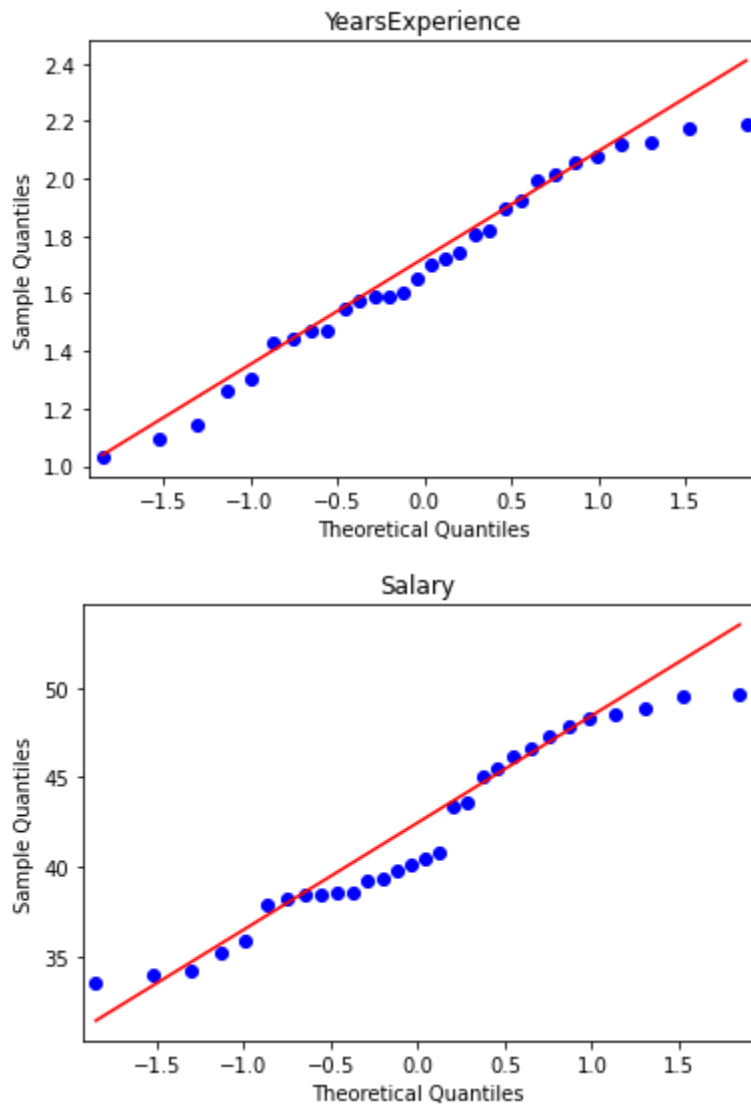 YearsExperience
2.4
2.2
2.0
1.8
1.6
1.4
1.2
1.0
Sample Quantiles
−1.5 −1.0 −0.5 0.0 0.5 1.0 1.5
Theoretical Quantiles
Salary
50
45
40
35
Sample Quantiles
−1.5 −1.0 −0.5 0.0 0.5 1.0 1.5
Theoretical Quantiles